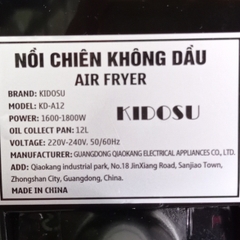 NỒI CHIÊN KHÔNG DẦU
AIR FRYER
BRAND: KIDOSU
MODEL: KD-A12
POWER: 1600-1800W
KIDOSU
OIL COLLECT PAN: 12L
VOLTAGE: 220V-240V. 50/60Hz
MANUFACTURER: GUANGDONG QIAOKANG ELECTRICAL APPLIANCES CO., LTD.
ADD: Qiaokang industrial park, No.18 JinXiang Road, Sanjiao Town,
Zhongshan City, Guangdong, China.
MADE IN CHINA